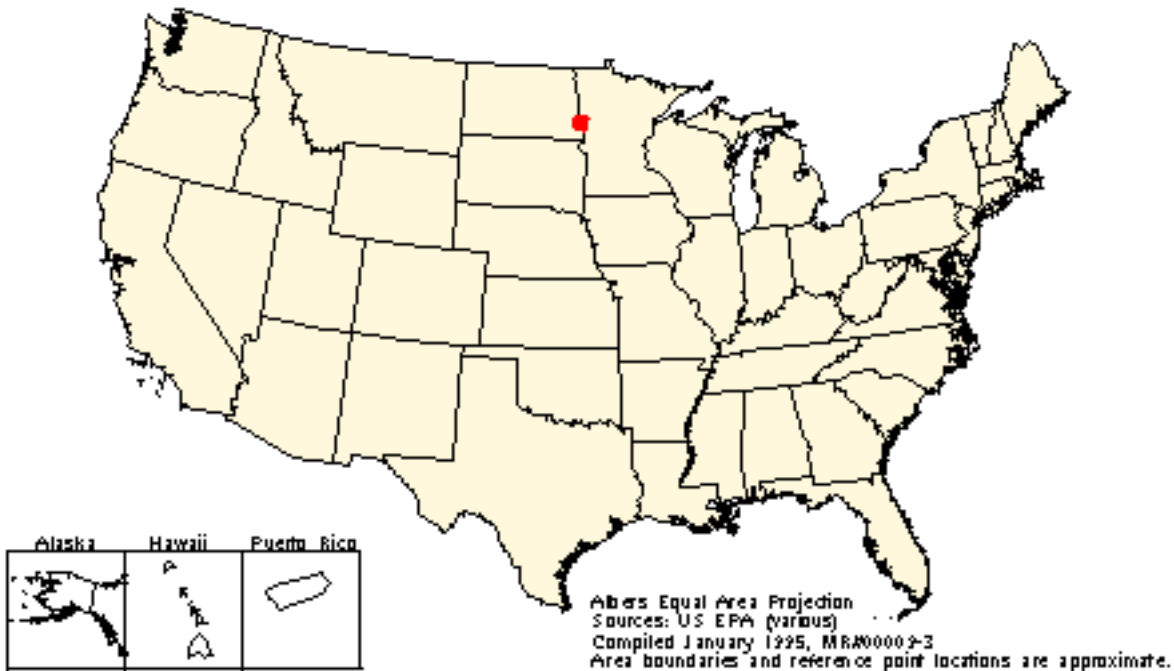 Alaska
Hawaii
Puerto Rico
Albers Equal Area Projection
Sources: US EPA (various)
Compiled January 1995, MR#00009-3
Area boundaries and reference point locations are approximate.